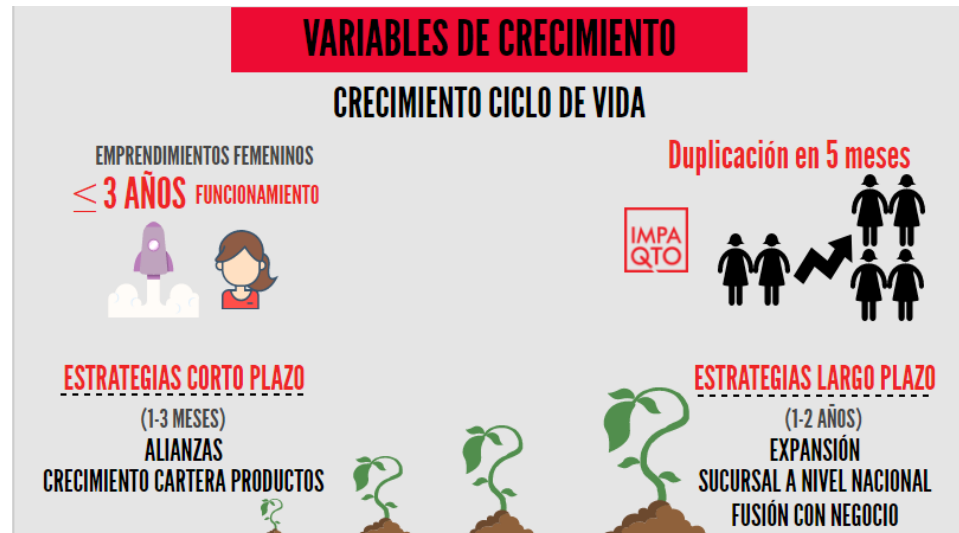 VARIABLES DE CRECIMIENTO
CRECIMIENTO CICLO DE VIDA
EMPRENDIMIENTOS FEMENINOS
≤ 3 AÑOS FUNCIONAMIENTO
Duplicación en 5 meses
IMPA
QTO
ESTRATEGIAS CORTO PLAZO
(1-3 MESES)
ALIANZAS
CRECIMIENTO CARTERA PRODUCTOS
ESTRATEGIAS LARGO PLAZO
(1-2 AÑOS)
EXPANSIÓN
SUCURSAL A NIVEL NACIONAL
FUSIÓN CON NEGOCIO